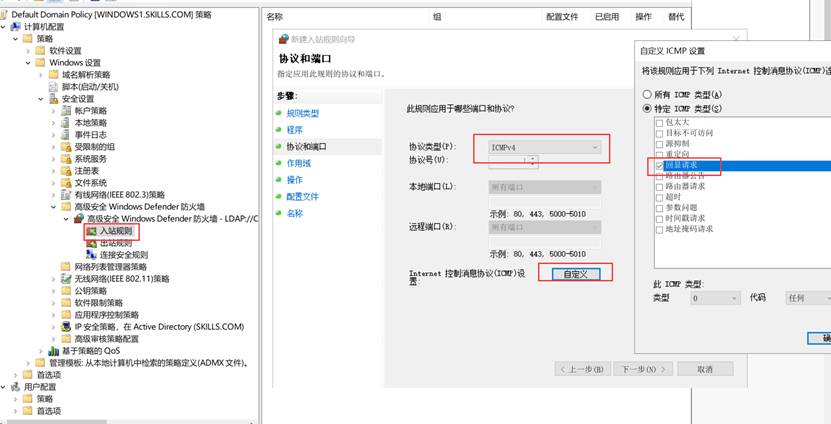 Default Domain Policy [WINDOWS1.SKILLS.COM] 策略
计算机配置
策略
软件设置
Windows 设置
域名解析策略
脚本(启动/关机)
安全设置
帐户策略
本地策略
事件日志
受限制的组
系统服务
注册表
文件系统
有线网络(IEEE 802.3)策略
高级安全 Windows Defender 防火墙
高级安全 Windows Defender 防火墙 - LDAP://C
入站规则
出站规则
连接安全规则
网络列表管理器策略
无线网络(IEEE 802.11)策略
公钥策略
软件限制策略
应用程序控制策略
IP 安全策略，在 Active Directory (SKILLS.COM)
高级审核策略配置
基于策略的 QoS
管理模板: 从本地计算机中检索的策略定义(ADMX 文件)。
首选项
用户配置
策略
首选项
名称 组 配置文件 已启用 操作 替代
新建入站规则向导
协议和端口
指定应用此规则的协议和端口。
步骤:
规则类型
程序
协议和端口
作用域
操作
配置文件
名称
此规则应用于哪些端口和协议?
协议类型(P): ICMPv4
协议号(U): 1
本地端口(L): 所有端口
示例: 80, 443, 5000-5010
远程端口(R): 所有端口
示例: 80, 443, 5000-5010
Internet 控制消息协议(ICMP)设
置: 自定义
< 上一步(B) 下一步(N) > 取消
自定义 ICMP 设置
将该规则应用于下列 Internet 控制消息协议(ICMP)连
所有 ICMP 类型(A)
特定 ICMP 类型(S)
包太大
目标不可访问
源抑制
重定向
回显请求
路由器公告
路由器请求
超时
参数问题
时间戳请求
地址掩码请求
此 ICMP 类型:
类型 0 代码 任何